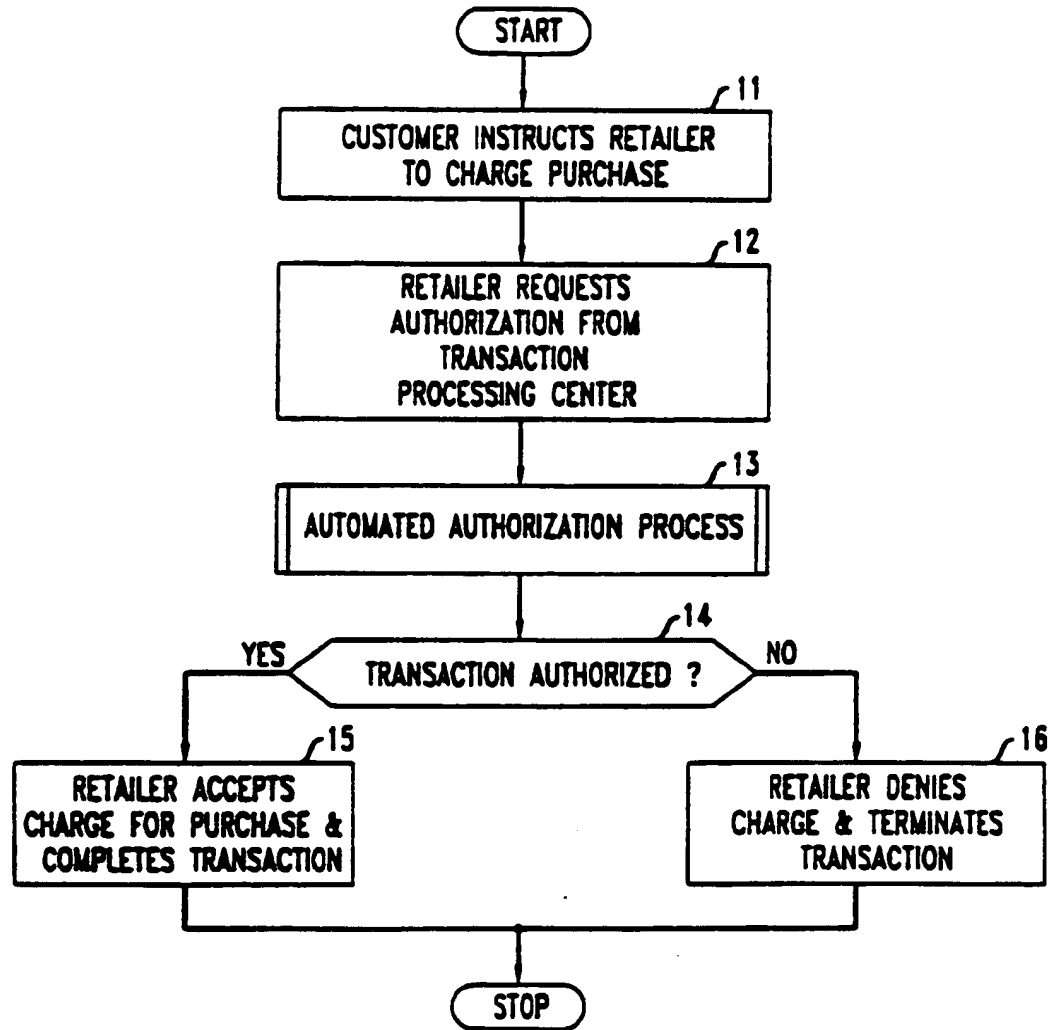 START
11
CUSTOMER INSTRUCTS RETAILER
TO CHARGE PURCHASE
12
RETAILER REQUESTS
AUTHORIZATION FROM
TRANSACTION
PROCESSING CENTER
13
AUTOMATED AUTHORIZATION PROCESS
14
YES
TRANSACTION AUTHORIZED ?
NO
15
RETAILER ACCEPTS
CHARGE FOR PURCHASE &
COMPLETES TRANSACTION
16
RETAILER DENIES
CHARGE & TERMINATES
TRANSACTION
STOP